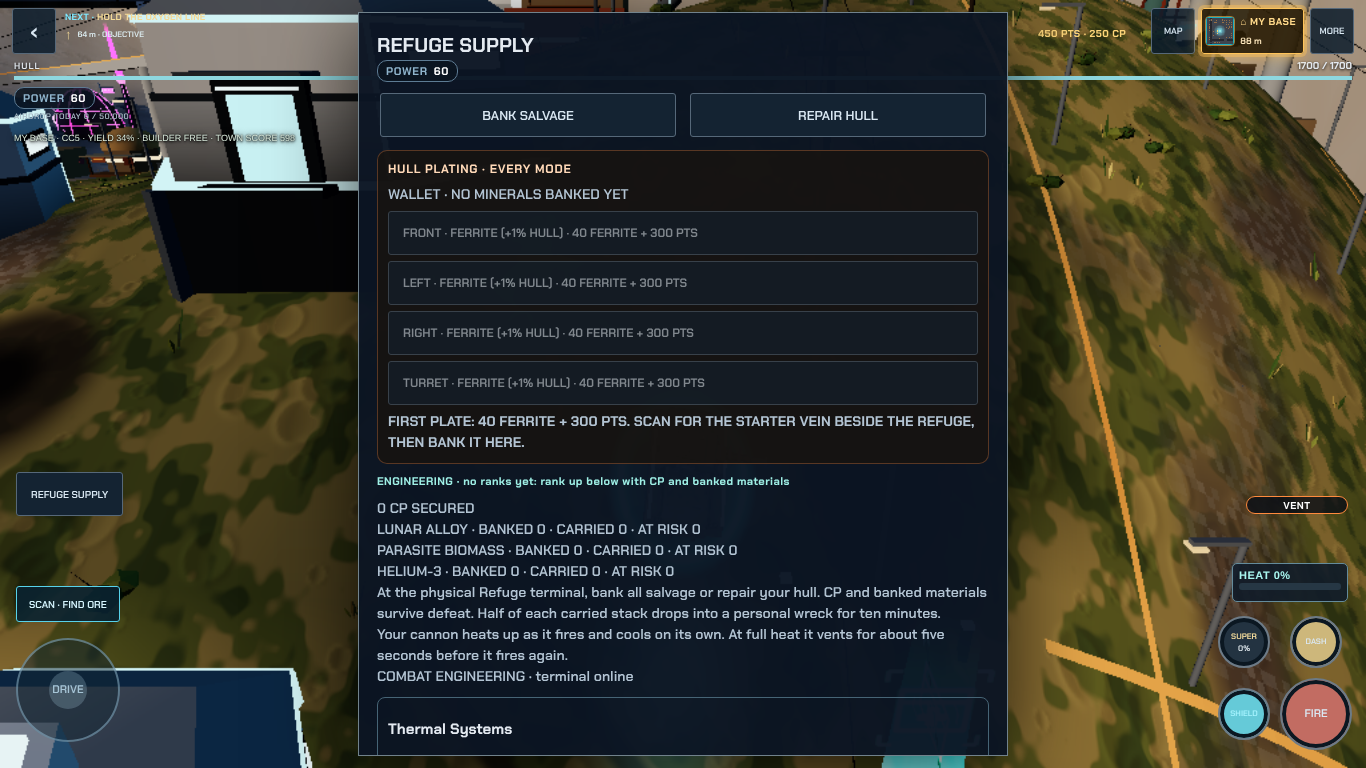 NEXT · HOLD THE
64 m · OBJECTIVE
HULL
POWER 60
TODAY 0 / 50,000
MY BASE · CC5 · YIELD 34% · BUILDER FREE · TOWN SCORE
REFUGE SUPPLY
SCAN · FIND ORE
DRIVE
REFUGE SUPPLY
POWER 60
BANK SALVAGE
REPAIR HULL
HULL PLATING · EVERY MODE
WALLET · NO MINERALS BANKED YET
FRONT · FERRITE (+1% HULL) · 40 FERRITE + 300 PTS
LEFT · FERRITE (+1% HULL) · 40 FERRITE + 300 PTS
RIGHT · FERRITE (+1% HULL) · 40 FERRITE + 300 PTS
TURRET · FERRITE (+1% HULL) · 40 FERRITE + 300 PTS
FIRST PLATE: 40 FERRITE + 300 PTS. SCAN FOR THE STARTER VEIN BESIDE THE REFUGE,
THEN BANK IT HERE.
ENGINEERING · no ranks yet: rank up below with CP and banked materials
0 CP SECURED
LUNAR ALLOY · BANKED 0 · CARRIED 0 · AT RISK 0
PARASITE BIOMASS · BANKED 0 · CARRIED 0 · AT RISK 0
HELIUM-3 · BANKED 0 · CARRIED 0 · AT RISK 0
At the physical Refuge terminal, bank all salvage or repair your hull. CP and banked materials
survive defeat. Half of each carried stack drops into a personal wreck for ten minutes.
Your cannon heats up as it fires and cools on its own. At full heat it vents for about five
seconds before it fires again.
COMBAT ENGINEERING · terminal online
Thermal Systems
450 PTS · 250 CP
MAP
⌂ MY BASE
88 m
MORE
1700 / 1700
VENT
HEAT 0%
SUPER
0%
DASH
SHIELD
FIRE